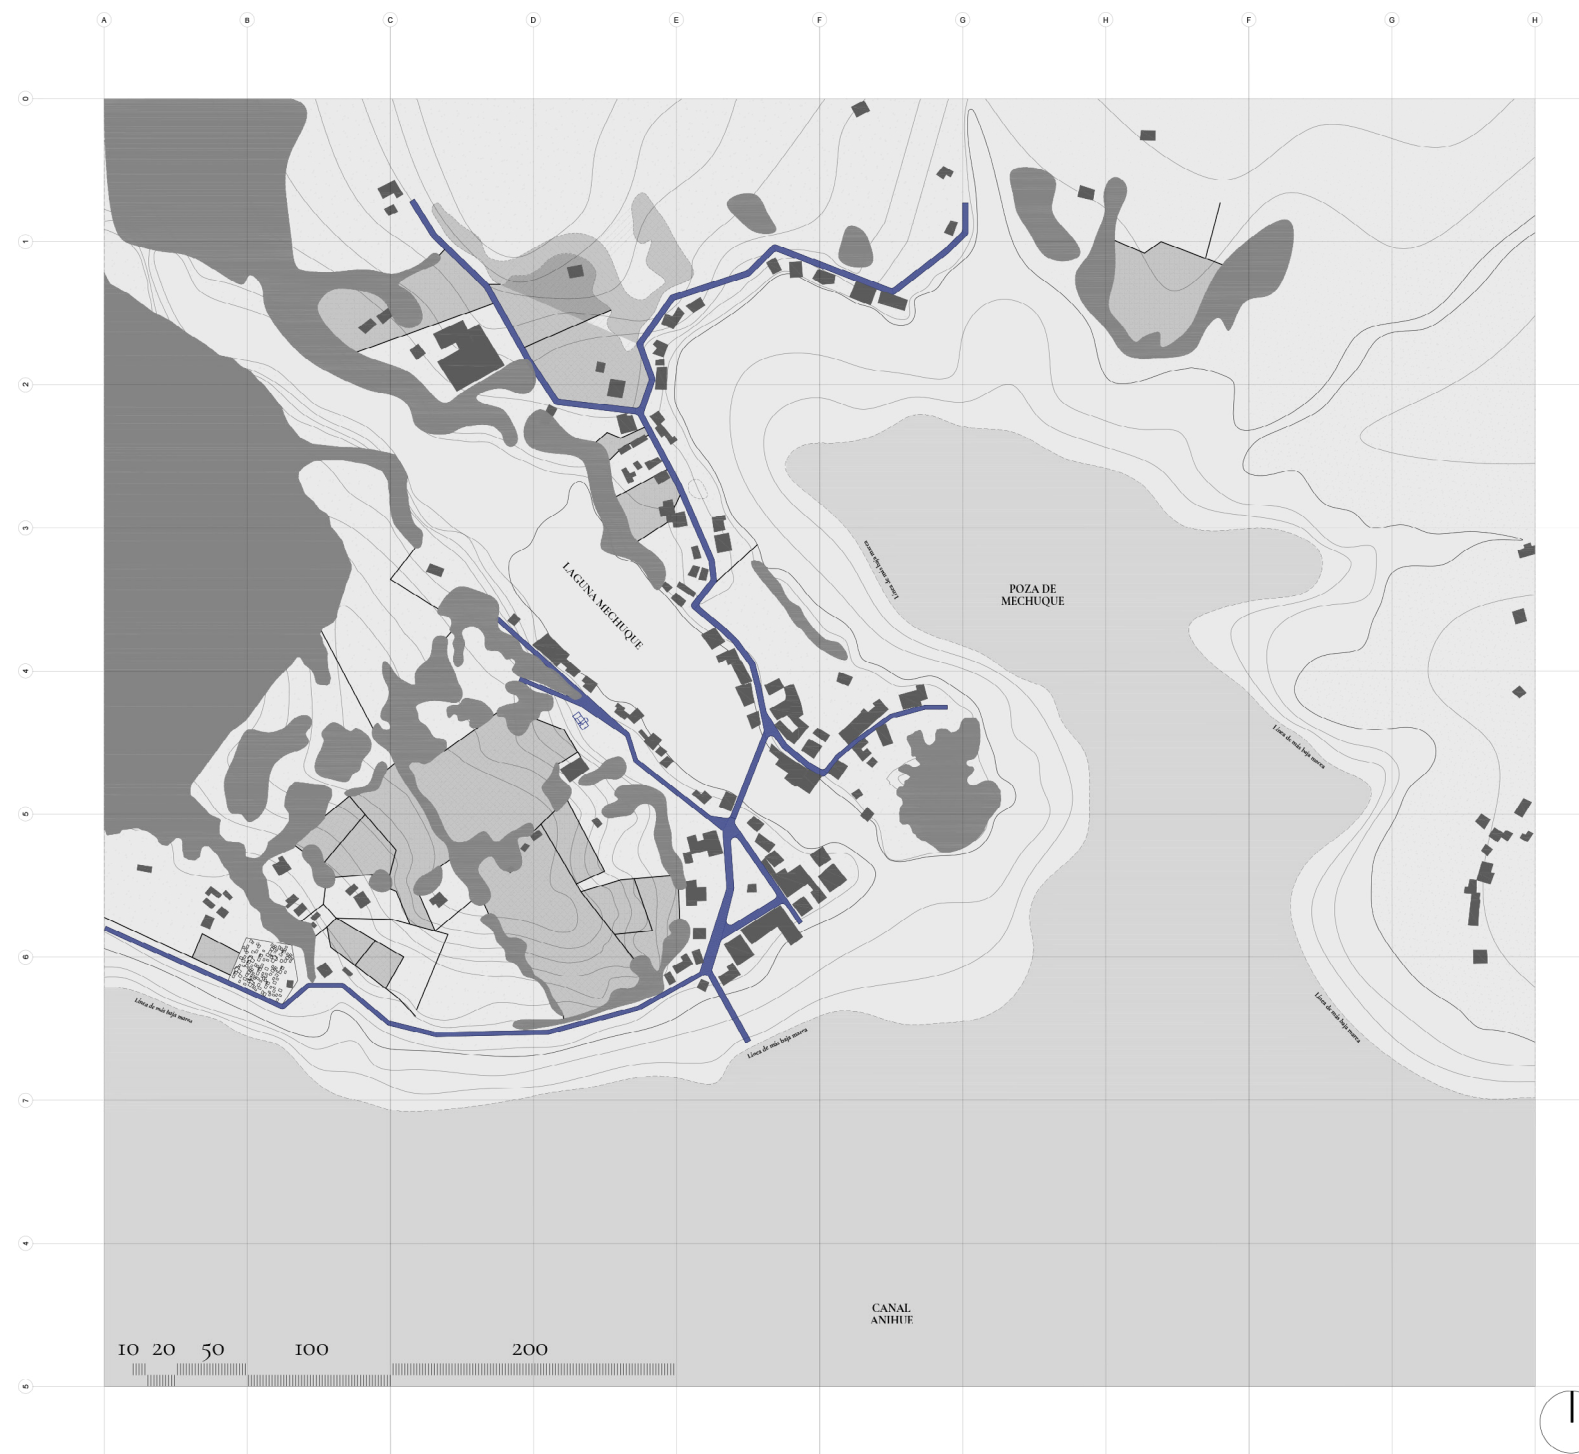 A B C D E F G H F G H
0
1
2
3
4
5
6
7
4
5
Línea de más baja marea
LAGUNA MECHUQUE
POZA DE
MECHUQUE
Línea de más baja marea
Línea de más baja marea
Línea de más baja marea
Línea de más baja marea
CANAL
ANIHUE
10 20 50 100 200